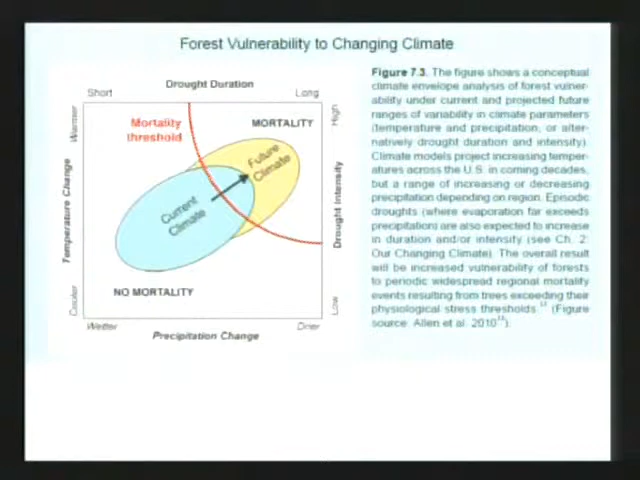 Forest Vulnerability to Changing Climate
Drought Duration
Short
Long
Warmer
Temperature Change
Cooler
Mortality
threshold
MORTALITY
Future
Climate
Current
Climate
NO MORTALITY
High
Drought Intensity
Low
Wetter
Drier
Precipitation Change
Figure 7.3. The figure shows a conceptual
climate envelope analysis of forest vulner-
ability under current and projected future
ranges of variability in climate parameters
(temperature and precipitation, or alter-
natively drought duration and intensity).
Climate models project increasing temper-
atures across the U.S. in coming decades,
but a range of increasing or decreasing
precipitation depending on region. Episodic
droughts (where evaporation far exceeds
precipitation) are also expected to increase
in duration and/or intensity (see Ch. 2:
Our Changing Climate). The overall result
will be increased vulnerability of forests
to periodic widespread regional mortality
events resulting from trees exceeding their
physiological stress thresholds. (Figure
source: Allen et al. 2010).